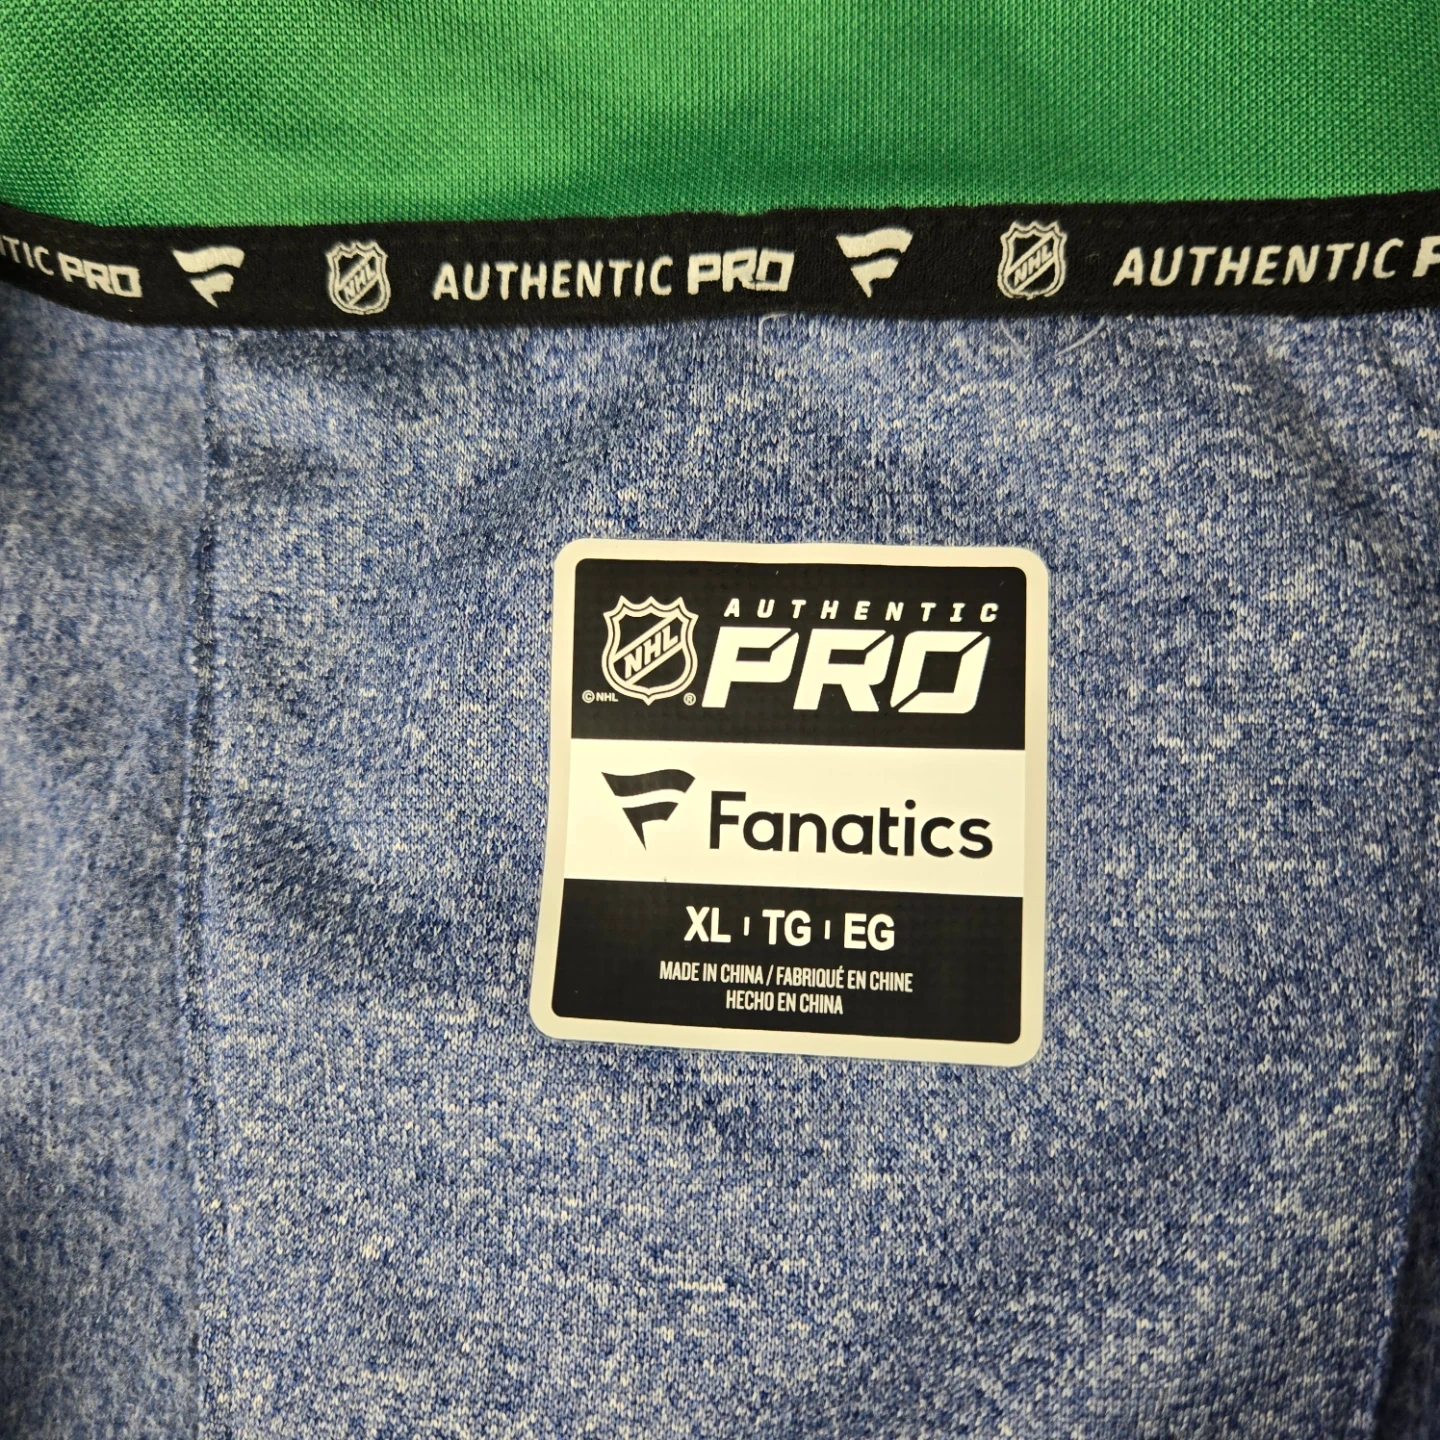 TIC PRO NHL AUTHENTIC PRO NHL AUTHENTIC P
AUTHENTIC
NHL PRO
© NHL ®
Fanatics
XL | TG | EG
MADE IN CHINA / FABRIQUÉ EN CHINE
HECHO EN CHINA